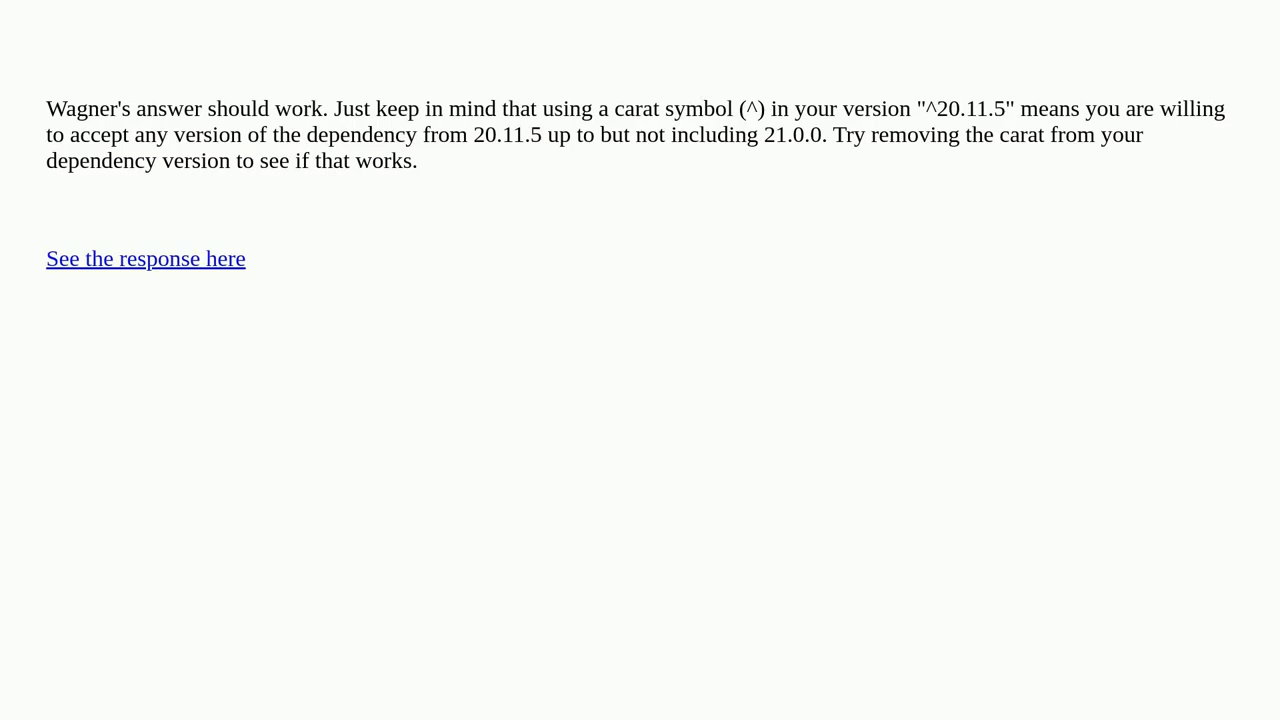 Wagner's answer should work. Just keep in mind that using a carat symbol (^) in your version "^20.11.5" means you are willing
to accept any version of the dependency from 20.11.5 up to but not including 21.0.0. Try removing the carat from your
dependency version to see if that works.
See the response here